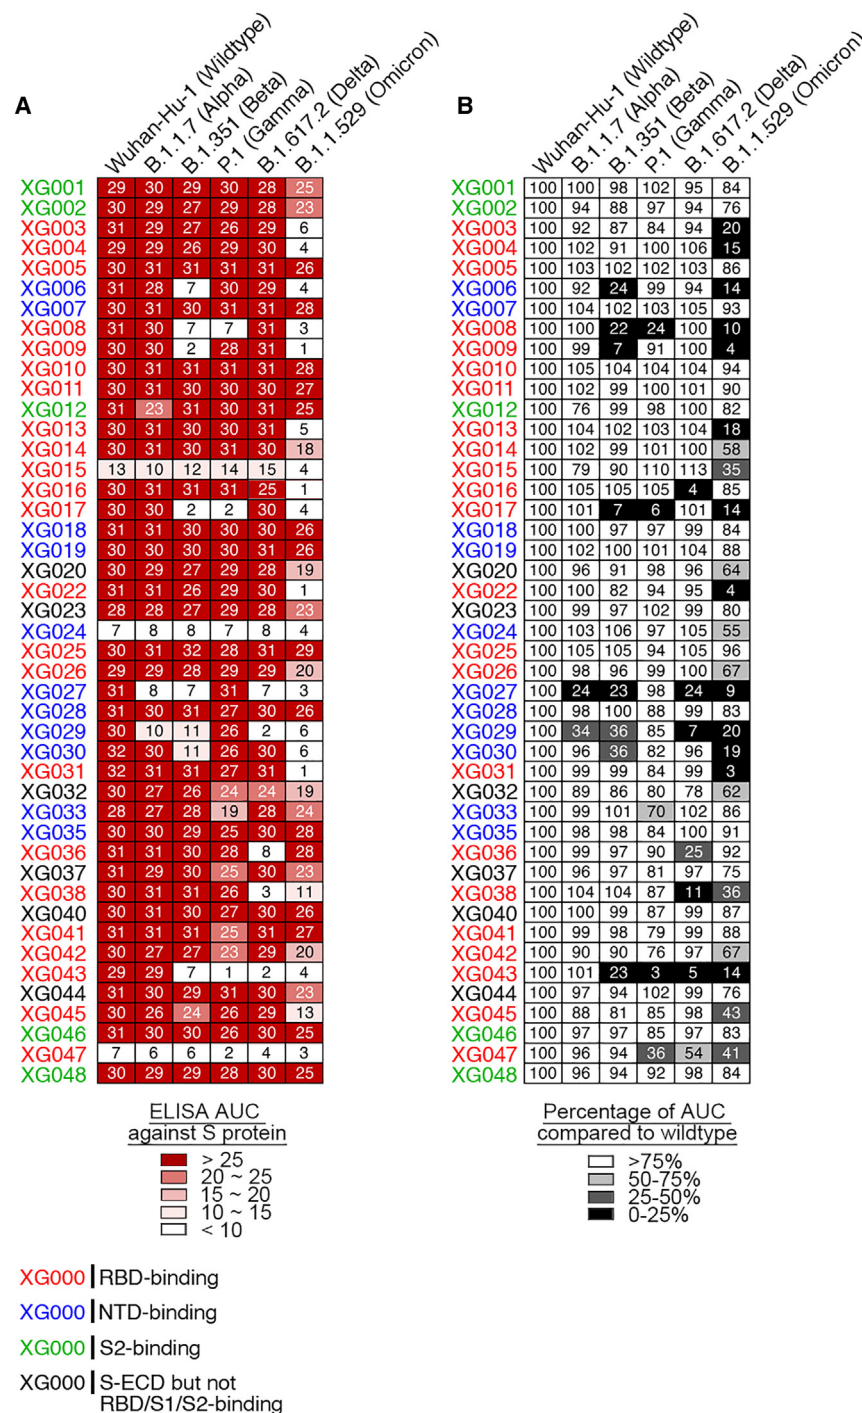 A
Wuhan-Hu-1 (Wildtype)
B.1.1.7 (Alpha)
B.1.351 (Beta)
P.1 (Gamma)
B.1.617.2 (Delta)
B.1.1.529 (Omicron)
XG001 29 30 29 30 28 25
XG002 30 29 27 29 28 23
XG003 31 29 27 26 29 6
XG004 29 29 26 29 30 4
XG005 30 31 31 31 31 26
XG006 31 28 7 30 29 4
XG007 30 31 30 31 31 28
XG008 31 30 7 7 31 3
XG009 30 30 2 28 31 1
XG010 30 31 31 31 31 28
XG011 30 31 30 30 30 27
XG012 31 23 31 30 31 25
XG013 30 31 30 31 31 5
XG014 30 31 30 31 30 18
XG015 13 10 12 14 15 4
XG016 30 31 31 31 25 1
XG017 30 31 2 2 30 4
XG018 31 31 30 30 30 26
XG019 30 30 30 30 31 26
XG020 30 29 27 29 28 19
XG022 31 31 26 29 30 1
XG023 28 28 27 29 28 23
XG024 7 8 8 7 8 4
XG025 30 31 32 28 31 29
XG026 29 29 28 29 29 20
XG027 31 8 7 31 7 3
XG028 31 30 31 27 30 26
XG029 30 10 11 26 2 6
XG030 32 30 11 26 30 6
XG031 32 31 31 27 31 1
XG032 30 27 26 24 24 19
XG033 28 27 28 19 28 24
XG035 30 30 29 25 30 28
XG036 31 31 30 28 8 28
XG037 31 29 30 25 30 23
XG038 30 31 31 26 3 11
XG040 30 31 30 27 30 26
XG041 31 31 31 25 31 27
XG042 30 27 27 23 29 20
XG043 29 29 7 1 2 4
XG044 31 30 29 31 30 23
XG045 30 26 24 26 29 13
XG046 31 30 30 26 30 25
XG047 7 6 6 2 4 3
XG048 30 29 29 28 30 25
ELISA AUC
against S protein
> 25
20 ~ 25
15 ~ 20
10 ~ 15
< 10
B
Wuhan-Hu-1 (Wildtype)
B.1.1.7 (Alpha)
B.1.351 (Beta)
P.1 (Gamma)
B.1.617.2 (Delta)
B.1.1.529 (Omicron)
XG001 100 100 98 102 95 84
XG002 100 94 88 97 94 76
XG003 100 92 87 84 94 20
XG004 100 102 91 100 106 15
XG005 100 103 102 102 103 86
XG006 100 92 24 99 94 14
XG007 100 104 102 103 105 93
XG008 100 100 22 24 100 10
XG009 100 99 7 91 100 4
XG010 100 105 104 104 104 94
XG011 100 102 99 100 101 90
XG012 100 76 99 98 100 82
XG013 100 104 102 103 104 18
XG014 100 102 99 101 100 58
XG015 100 79 90 110 113 35
XG016 100 105 105 105 4 85
XG017 100 101 7 6 101 14
XG018 100 100 97 97 99 84
XG019 100 102 100 101 104 88
XG020 100 96 91 98 96 64
XG022 100 100 82 94 95 4
XG023 100 99 97 102 99 80
XG024 100 103 106 97 105 55
XG025 100 105 105 94 105 96
XG026 100 98 96 99 100 67
XG027 100 24 23 98 24 9
XG028 100 98 100 88 99 83
XG029 100 34 36 85 7 20
XG030 100 96 36 82 96 19
XG031 100 99 99 84 99 3
XG032 100 89 86 80 78 62
XG033 100 99 101 70 102 86
XG035 100 98 98 84 100 91
XG036 100 99 97 90 25 92
XG037 100 96 97 81 97 75
XG038 100 104 104 87 11 36
XG040 100 100 99 87 99 87
XG041 100 99 98 79 99 88
XG042 100 90 90 76 97 67
XG043 100 101 23 3 5 14
XG044 100 97 94 102 99 76
XG045 100 88 81 85 98 43
XG046 100 97 97 85 97 83
XG047 100 96 94 36 54 41
XG048 100 96 94 92 98 84
Percentage of AUC
compared to wildtype
>75%
50-75%
25-50%
0-25%
XG000 RBD-binding
XG000 NTD-binding
XG000 S2-binding
XG000 S-ECD but not
RBD/S1/S2-binding